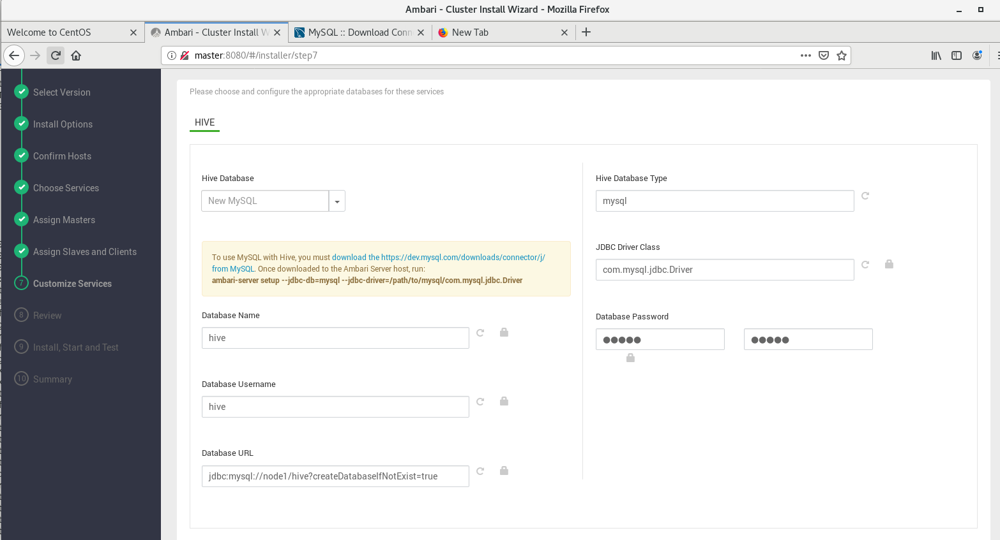 Ambari - Cluster Install Wizard - Mozilla Firefox
Welcome to CentOS
Ambari - Cluster Install W
MySQL :: Download Conn
New Tab
master:8080/#/installer/step7
Select Version
Install Options
Confirm Hosts
Choose Services
Assign Masters
Assign Slaves and Clients
7 Customize Services
8 Review
9 Install, Start and Test
10 Summary
Please choose and configure the appropriate databases for these services
HIVE
Hive Database
New MySQL
To use MySQL with Hive, you must download the https://dev.mysql.com/downloads/connector/j/
from MySQL. Once downloaded to the Ambari Server host, run:
ambari-server setup --jdbc-db=mysql --jdbc-driver=/path/to/mysql/com.mysql.jdbc.Driver
Database Name
hive
Database Username
hive
Database URL
jdbc:mysql://node1/hive?createDatabaseIfNotExist=true
Hive Database Type
mysql
JDBC Driver Class
com.mysql.jdbc.Driver
Database Password